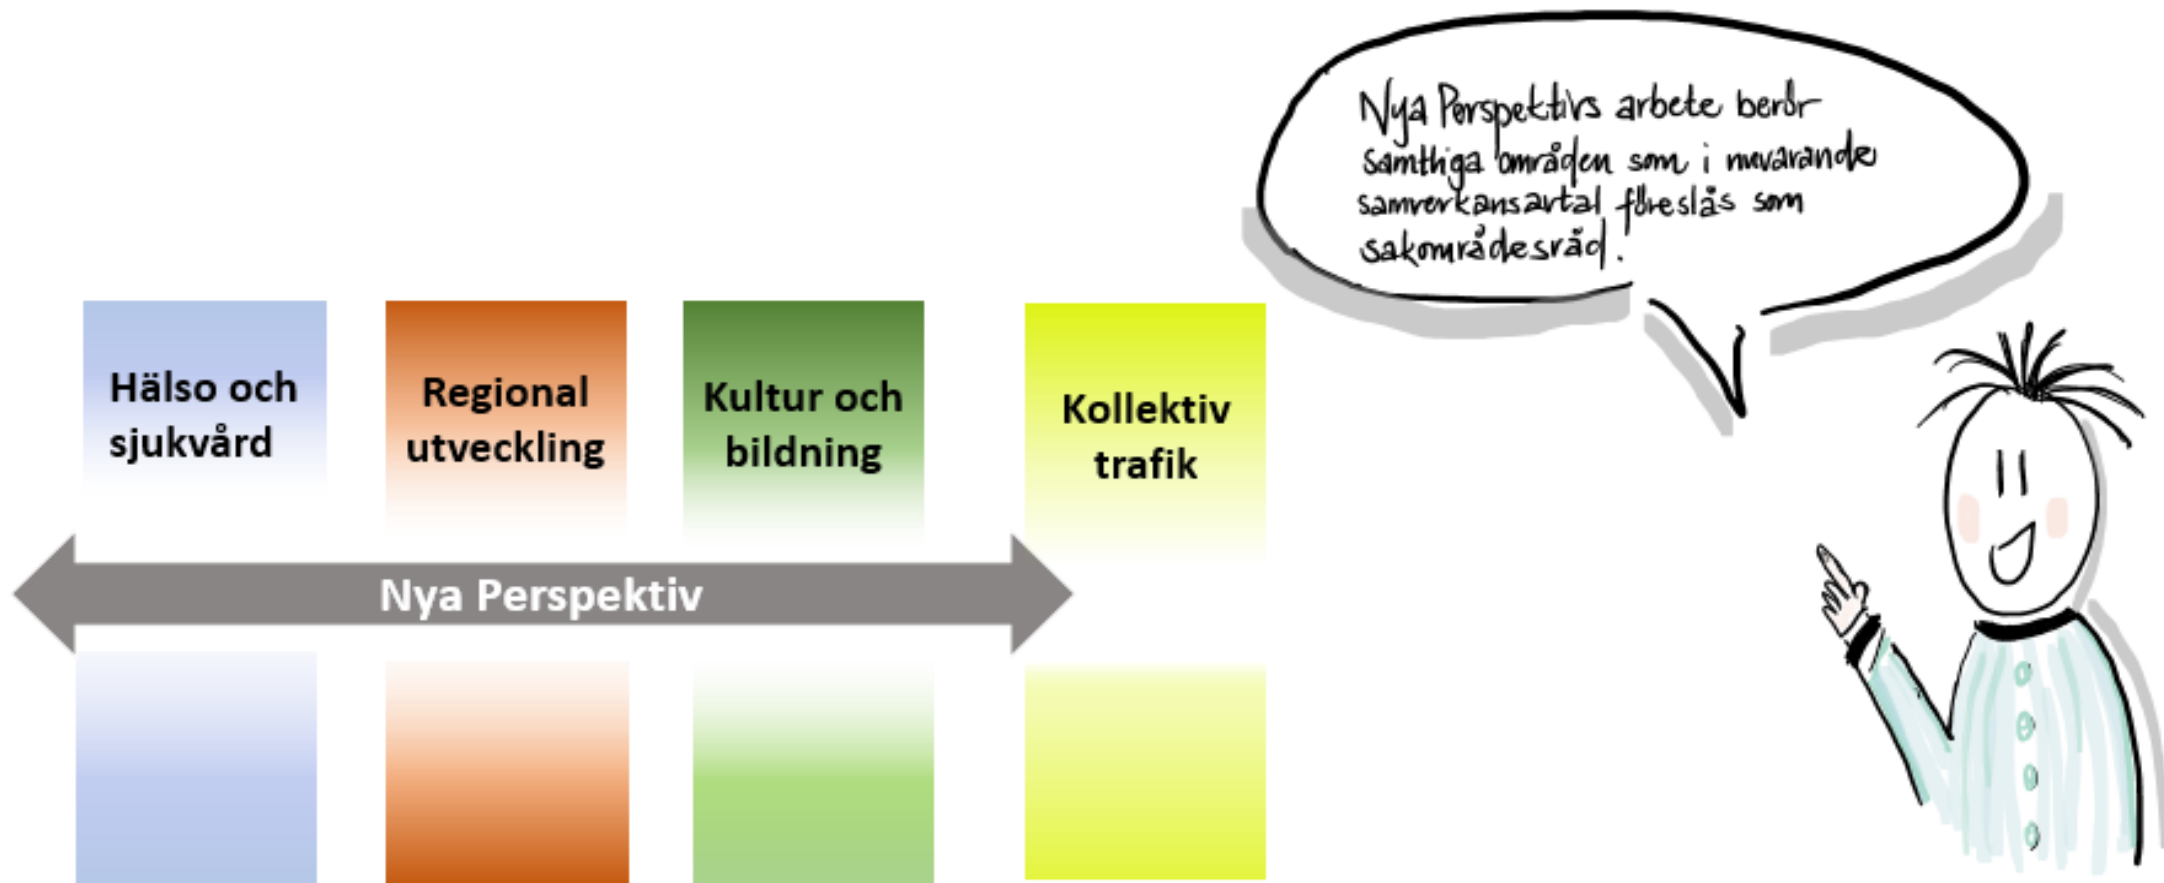 Nya Perspektivs arbete berör
samtliga områden som i nuvarande
samverkansavtal föreslås som
sakområdesråd.
Hälso och
sjukvård
Regional
utveckling
Kultur och
bildning
Kollektiv
trafik
Nya Perspektiv